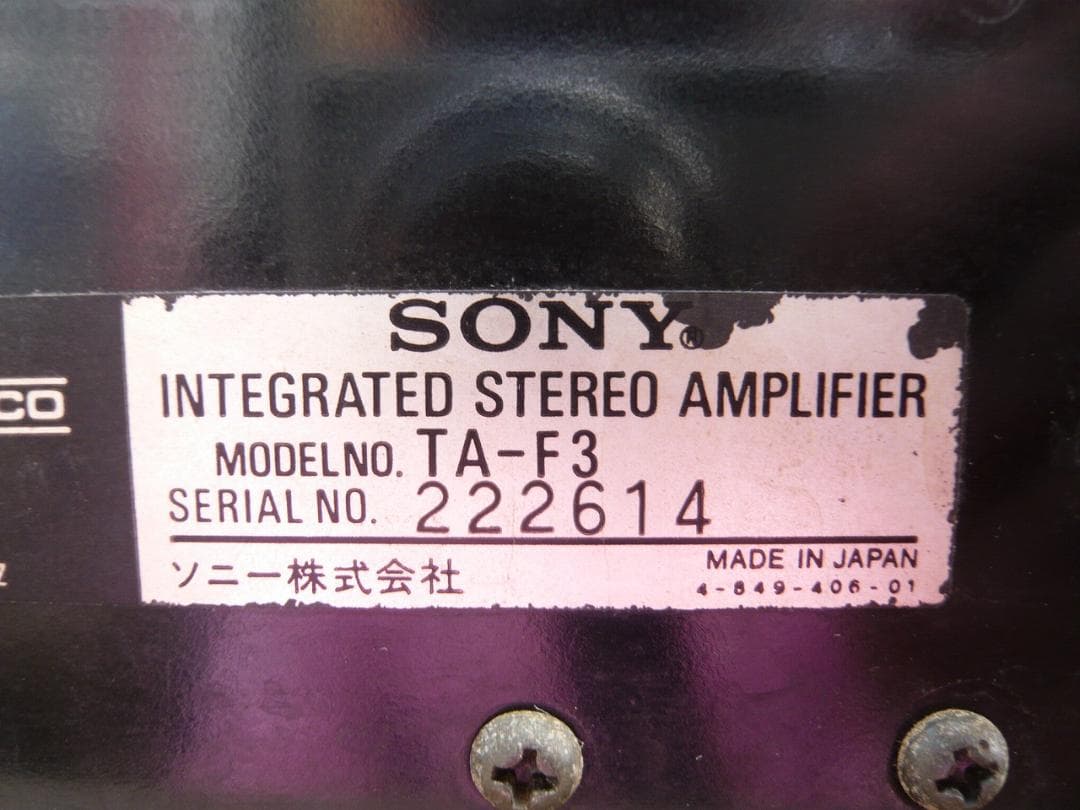 SONY®
INTEGRATED STEREO AMPLIFIER
MODEL NO. TA-F3
SERIAL NO. 222614
ソニー株式会社
MADE IN JAPAN
4-849-406-01
CO
Z